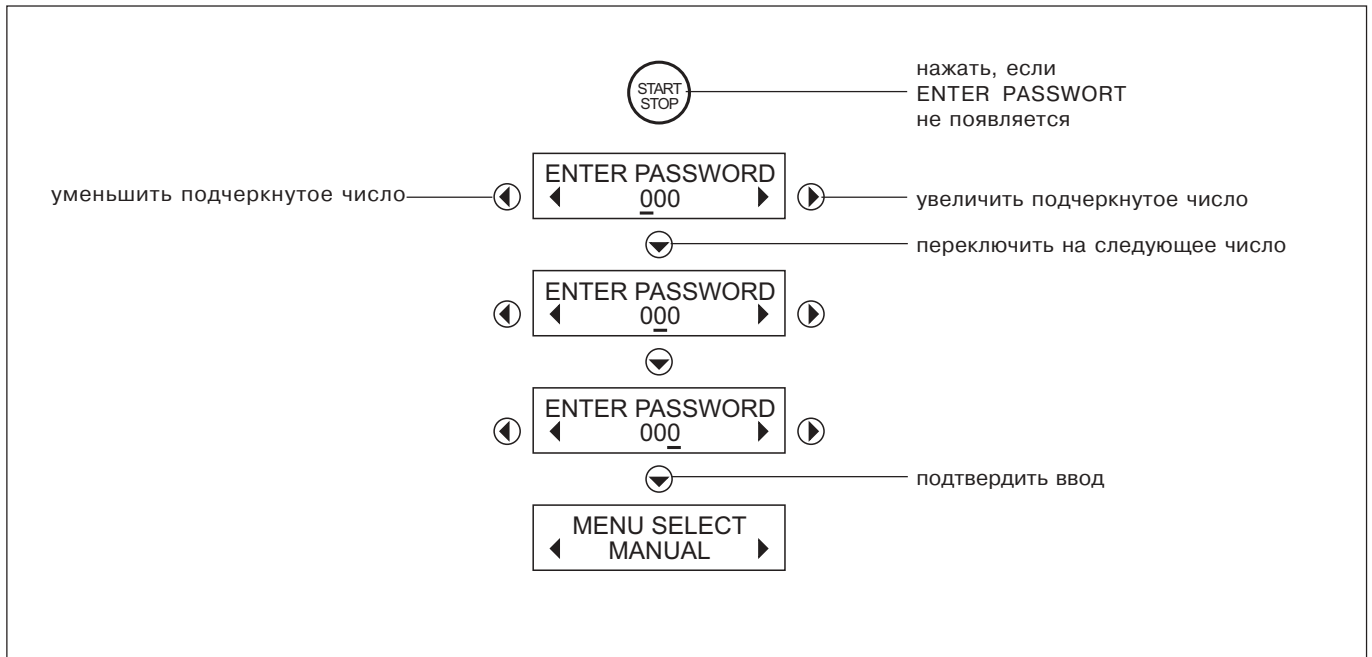 START
STOP
нажать, если
ENTER PASSWORT
не появляется
ENTER PASSWORD
000
уменьшить подчеркнутое число
увеличить подчеркнутое число
переключить на следующее число
ENTER PASSWORD
000
ENTER PASSWORD
000
подтвердить ввод
MENU SELECT
MANUAL